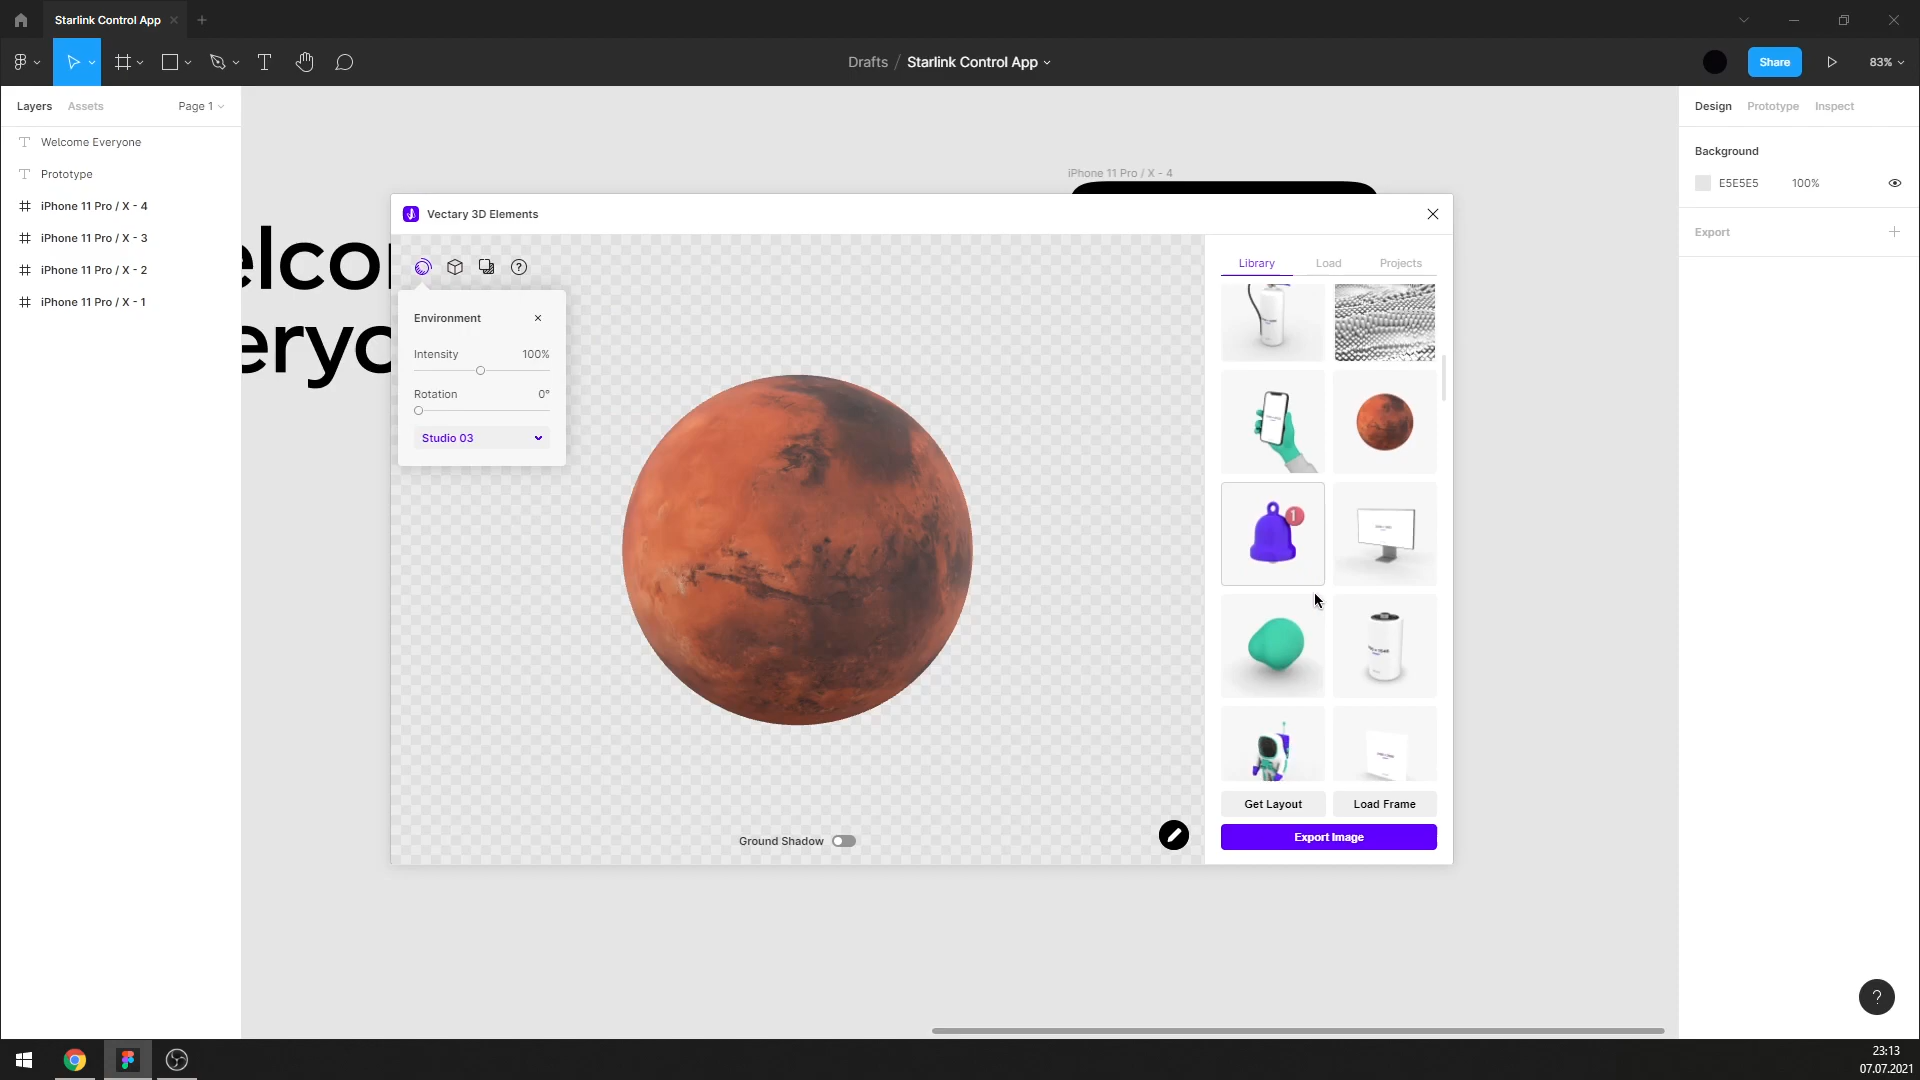 Starlink Control App
Drafts / Starlink Control App
Share
83%
Layers
Assets
Page 1
Design
Prototype
Inspect
Welcome Everyone
Prototype
iPhone 11 Pro / X - 4
iPhone 11 Pro / X - 3
iPhone 11 Pro / X - 2
iPhone 11 Pro / X - 1
iPhone 11 Pro / X - 4
elco
eryo
Vectary 3D Elements
Environment
Intensity 100%
Rotation 0°
Studio 03
Ground Shadow
Library
Load
Projects
1
Get Layout
Load Frame
Export Image
Background
E5E5E5 100%
Export
?
23:13
07.07.2021